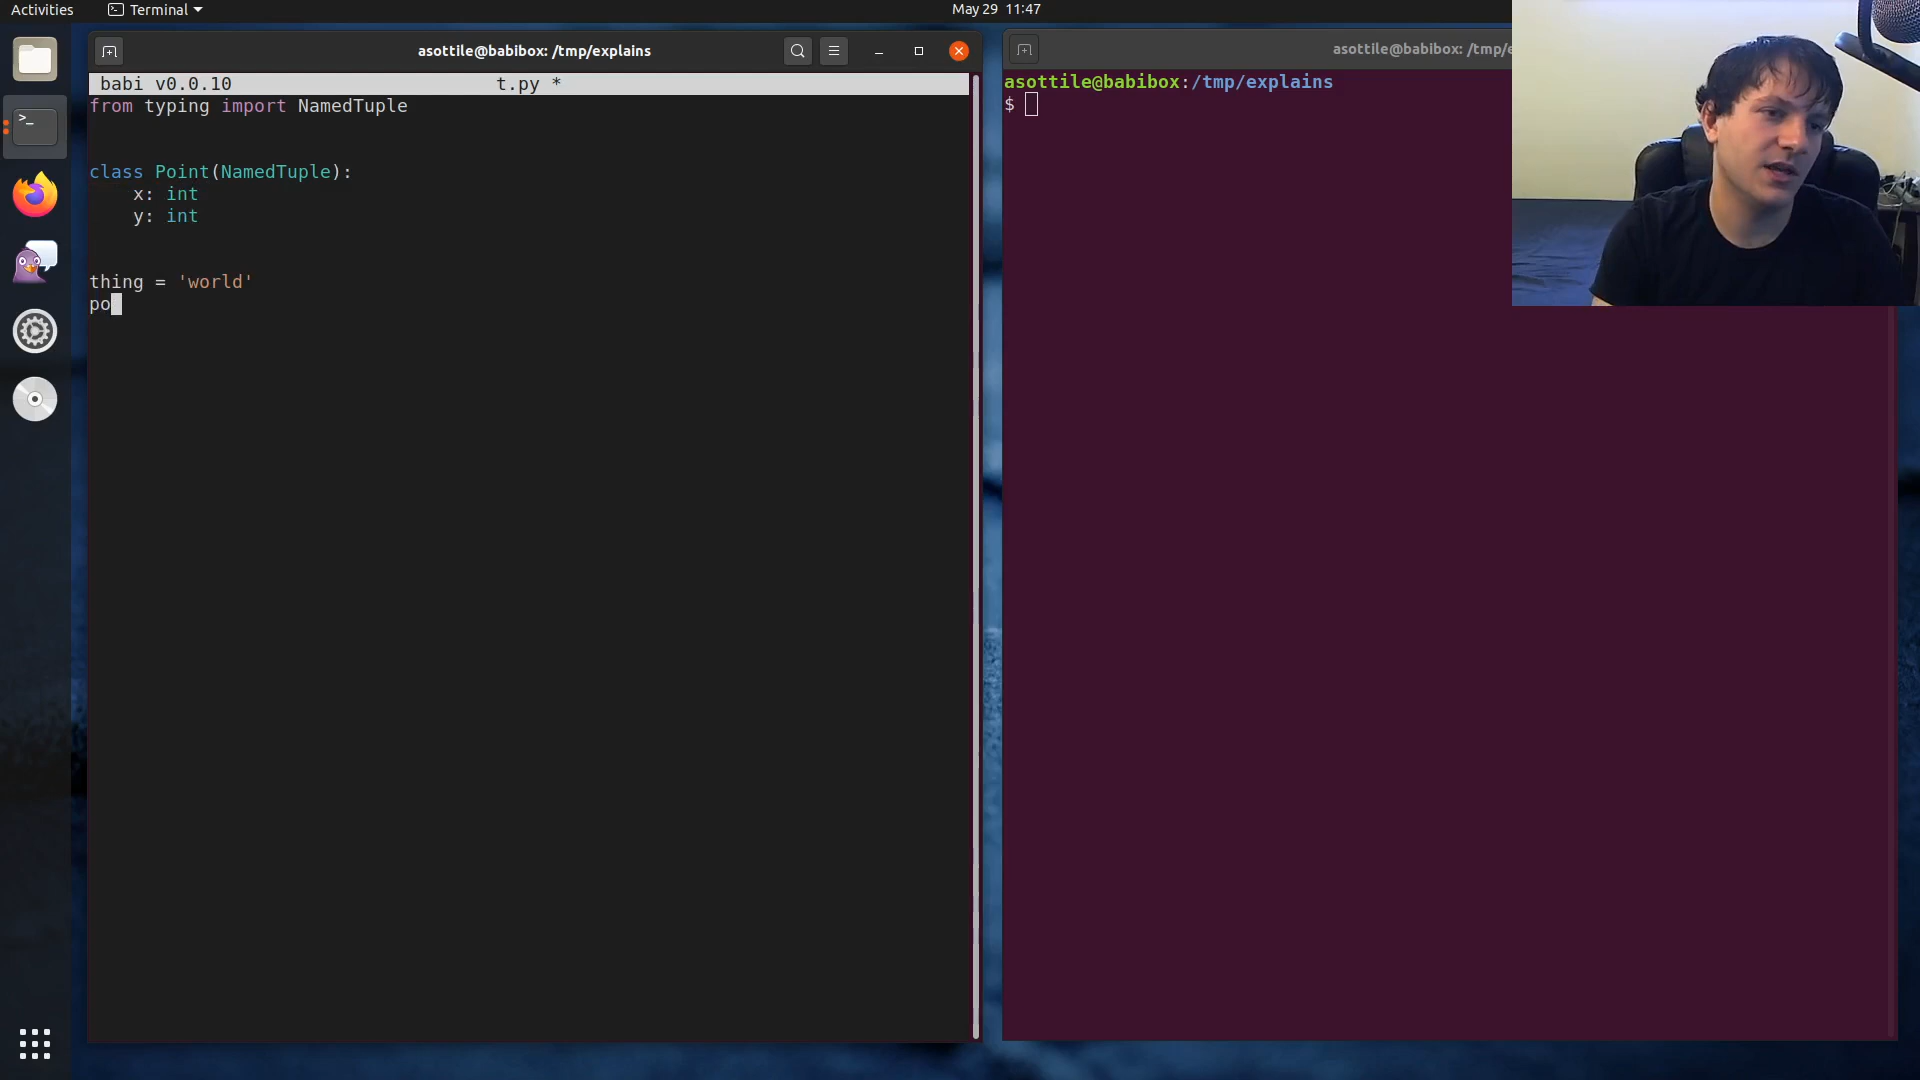 Activities
Terminal
May 29 11:47
asottile@babibox: /tmp/explains
babi v0.0.10 t.py *
from typing import NamedTuple
class Point(NamedTuple):
x: int
y: int
thing = 'world'
po
asottile@babibox: /tmp/e
asottile@babibox:/tmp/explains
$